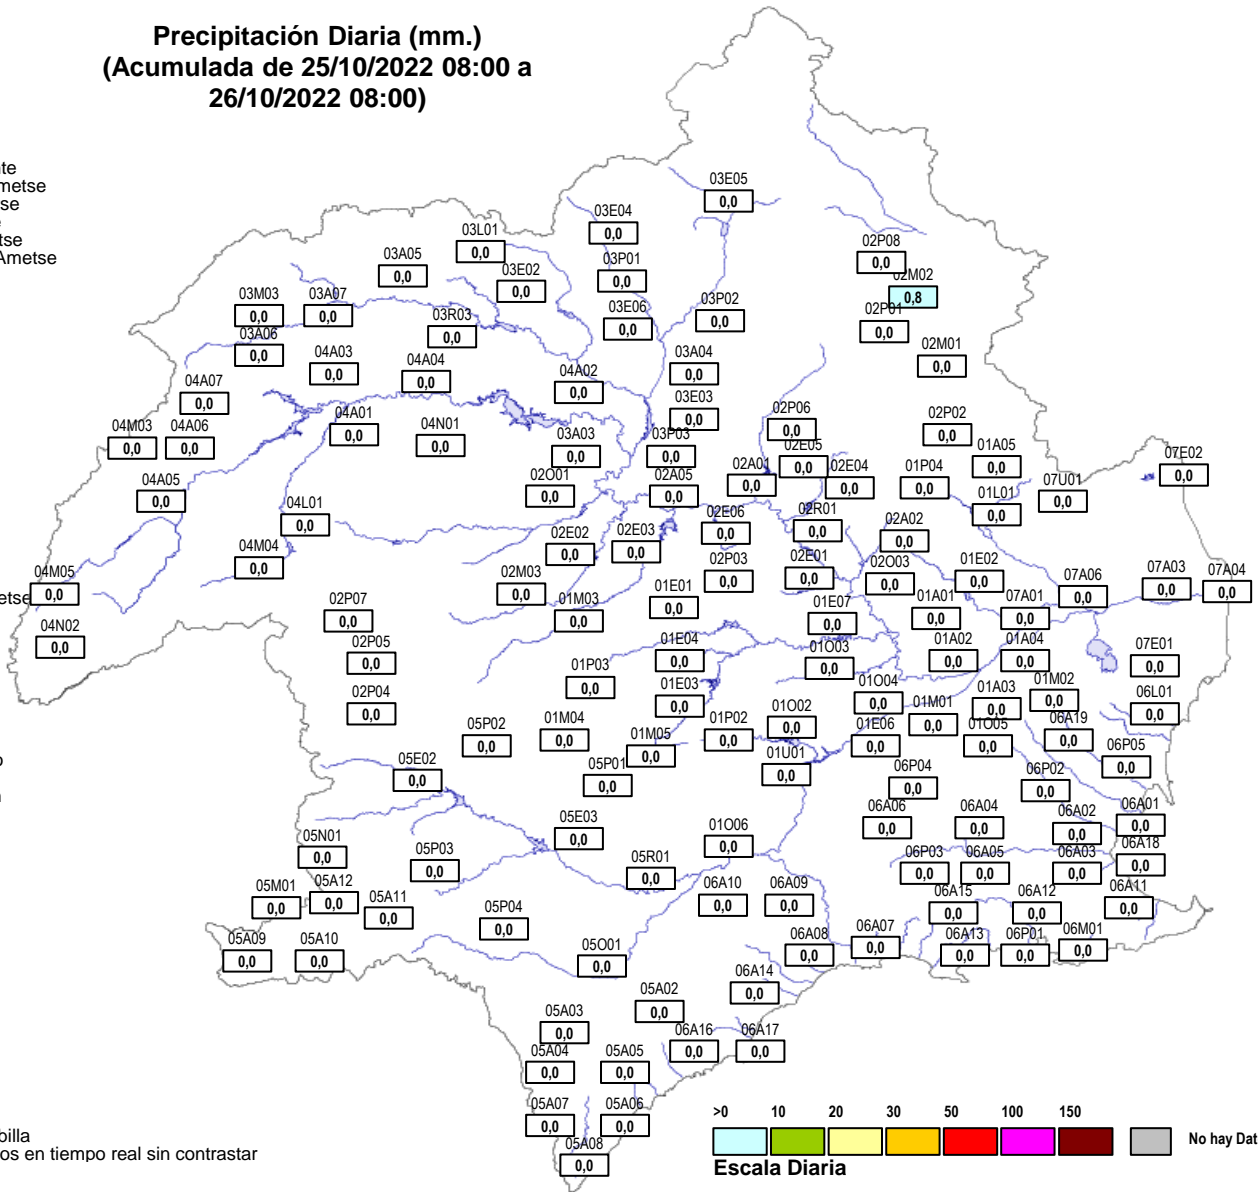 Precipitación Diaria (mm.)
(Acumulada de 25/10/2022 08:00 a
26/10/2022 08:00)
03E05
0,0
03E04
0,0
03L01
0,0
03P01
0,0
02P08
0,0
03A05
0,0
03E02
0,0
02M02
0,8
03M03
0,0
03A07
0,0
03P02
0,0
03E06
0,0
02P01
0,0
03R03
0,0
03A06
0,0
02M01
0,0
04A03
0,0
04A04
0,0
03A04
0,0
04A02
0,0
04A07
0,0
03E03
0,0
04A01
0,0
02P06
0,0
02P02
0,0
04M03
0,0
04A06
0,0
04N01
0,0
03A03
0,0
03P03
0,0
02E05
0,0
01A05
0,0
07E02
0,0
04A05
0,0
02O01
0,0
02A05
0,0
02A01
0,0
02E04
0,0
01P04
0,0
07U01
0,0
01L01
0,0
04L01
0,0
02E06
0,0
02R01
0,0
02A02
0,0
02E02
0,0
02E03
0,0
04M04
0,0
04M05
0,0
02M03
0,0
02P03
0,0
02E01
0,0
02O03
0,0
01E02
0,0
07A06
0,0
07A03
0,0
07A04
0,0
02P07
0,0
01M03
0,0
01E01
0,0
01E07
0,0
01A01
0,0
07A01
0,0
04N02
0,0
02P05
0,0
01E04
0,0
01O03
0,0
01A02
0,0
01A04
0,0
07E01
0,0
01P03
0,0
02P04
0,0
01E03
0,0
01O04
0,0
01A03
0,0
01M02
0,0
06L01
0,0
05P02
0,0
01M04
0,0
01M05
0,0
01P02
0,0
01O02
0,0
01E06
0,0
01M01
0,0
01O05
0,0
06A19
0,0
05E02
0,0
05P01
0,0
01U01
0,0
06P04
0,0
06P02
0,0
06P05
0,0
05E03
0,0
01O06
0,0
06A06
0,0
06A04
0,0
06A02
0,0
06A01
0,0
05N01
0,0
05P03
0,0
05R01
0,0
06P03
0,0
06A05
0,0
06A03
0,0
06A18
0,0
05M01
0,0
05A12
0,0
05A11
0,0
05P04
0,0
06A10
0,0
06A09
0,0
06A15
0,0
06A12
0,0
06A11
0,0
05A09
0,0
05A10
0,0
05O01
0,0
06A08
0,0
06A07
0,0
06A13
0,0
06P01
0,0
06M01
0,0
06A14
0,0
05A02
0,0
05A03
0,0
06A16
0,0
06A17
0,0
05A04
0,0
05A05
0,0
05A07
0,0
05A06
0,0
05A08
0,0
os en tiempo real sin contrastar
>0 10 20 30 50 100 150
No hay Dat
Escala Diaria